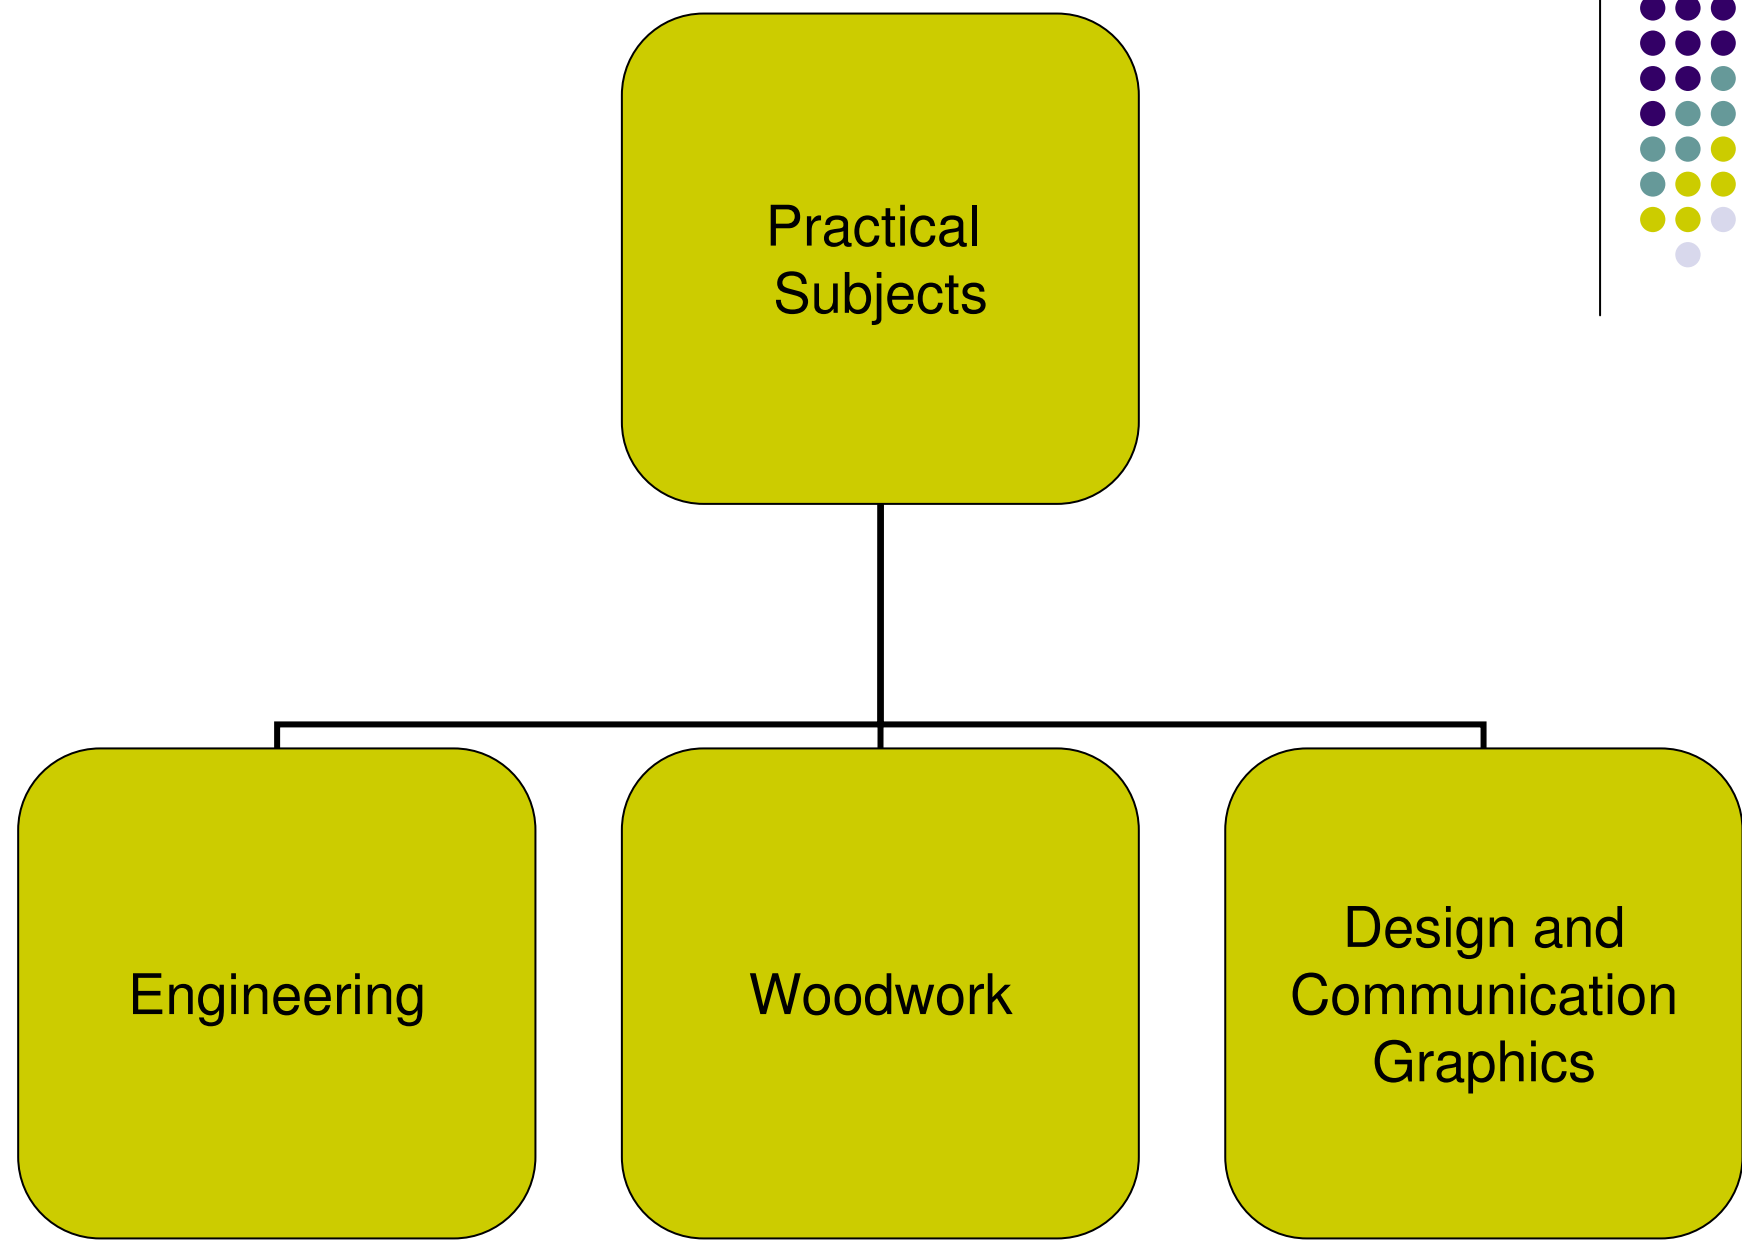 Practical
Subjects
Engineering
Woodwork
Design and
Communication
Graphics